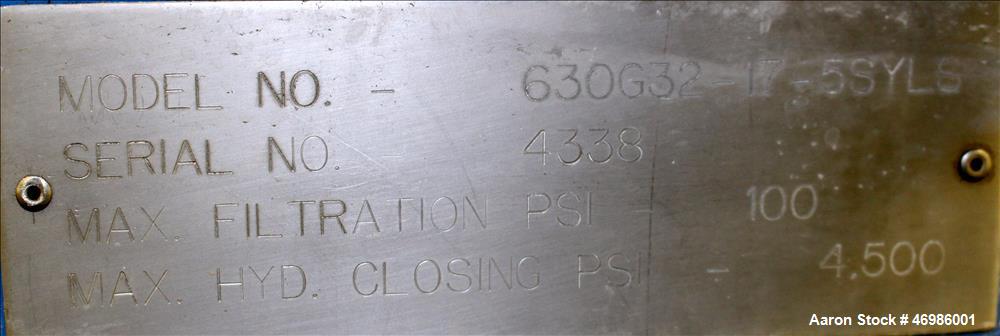 MODEL NO. - 630G32-17-5SYLS
SERIAL NO. - 4338
MAX. FILTRATION PSI - 100
MAX. HYD. CLOSING PSI - 4,500
Aaron Stock # 46986001